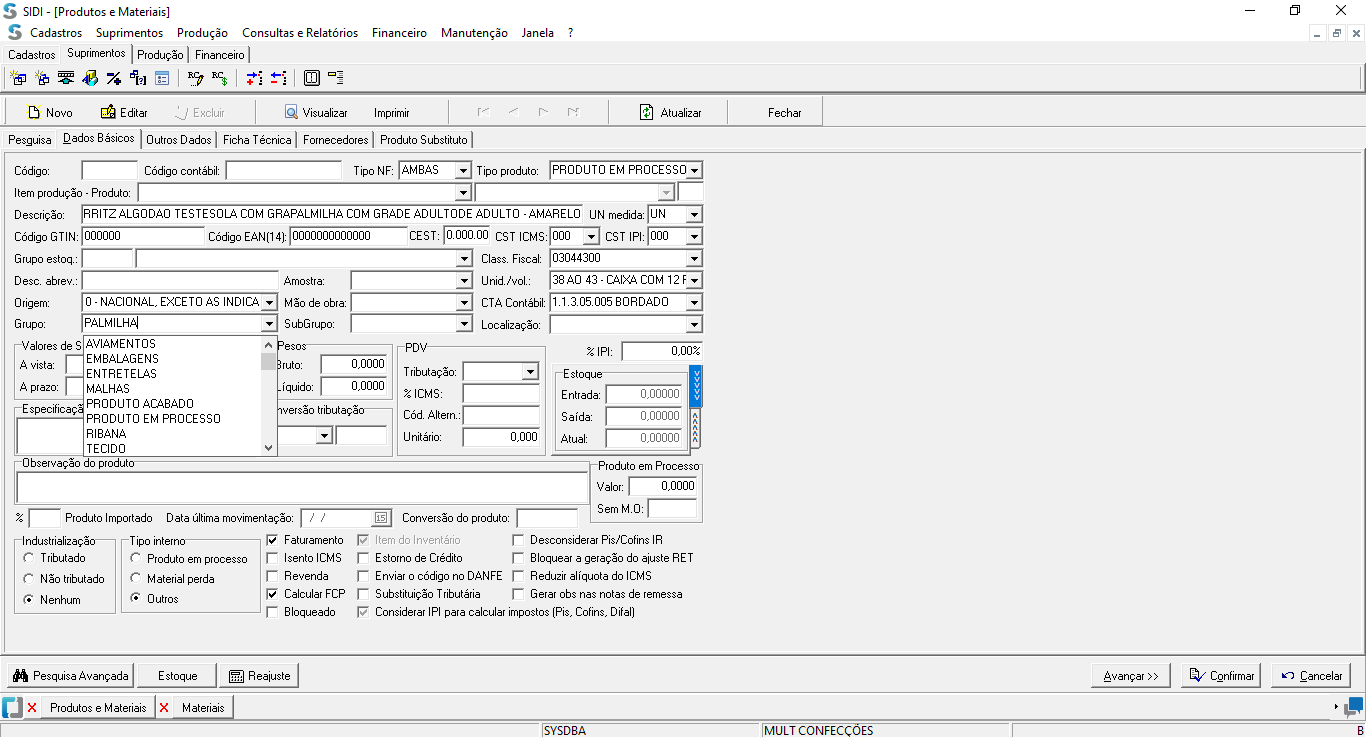 SIDI - [Produtos e Materiais]
Cadastros Suprimentos Produção Consultas e Relatórios Financeiro Manutenção Janela ?
Cadastros Suprimentos Produção Financeiro
Novo Editar Excluir Visualizar Imprimir Atualizar Fechar
Pesquisa Dados Básicos Outros Dados Ficha Técnica Fornecedores Produto Substituto
Código: Código contábil: Tipo NF: AMBAS Tipo produto: PRODUTO EM PROCESSO
Item produção - Produto:
Descrição: RRITZ ALGODAO TESTESOLA COM GRAPALMILHA COM GRADE ADULTODE ADULTO - AMARELO UN medida: UN
Código GTIN: 000000 Código EAN(14): 0000000000000 CEST: 0.000.00 CST ICMS: 000 CST IPI: 000
Grupo estoq.: Class. Fiscal: 03044300
Desc. abrev.: Amostra: Unid./vol.: 38 AO 43 - CAIXA COM 12 F
Origem: 0 - NACIONAL, EXCETO AS INDICA Mão de obra: CTA Contábil: 1.1.3.05.005 BORDADO
Grupo: PALMILHA SubGrupo: Localização:
AVIAMENTOS
EMBALAGENS
ENTRETELAS
MALHAS
PRODUTO ACABADO
PRODUTO EM PROCESSO
RIBANA
TECIDO
Valores de S Pesos PDV % IPI: 0,00%
A vista: Bruto: 0,0000 Tributação: Estoque
A prazo: Líquido: 0,0000 % ICMS: Entrada: 0,00000
Especificaçã nversão tributação Cód. Altern.: Saída: 0,00000
Unitário: 0,000 Atual: 0,00000
Observação do produto Produto em Processo
Valor: 0,0000
Sem M.O:
% Produto Importado Data última movimentação: / / 15 Conversão do produto:
Industrialização Tipo interno Faturamento Item do Inventário Desconsiderar Pis/Cofins IR
Tributado Produto em processo Isento ICMS Estorno de Crédito Bloquear a geração do ajuste RET
Não tributado Material perda Revenda Enviar o código no DANFE Reduzir alíquota do ICMS
Nenhum Outros Calcular FCP Substituição Tributária Gerar obs nas notas de remessa
Bloqueado Considerar IPI para calcular impostos (Pis, Cofins, Difal)
Pesquisa Avançada Estoque Reajuste Avançar >> Confirmar Cancelar
Produtos e Materiais Materiais
SYSDBA MULT CONFECÇÕES B